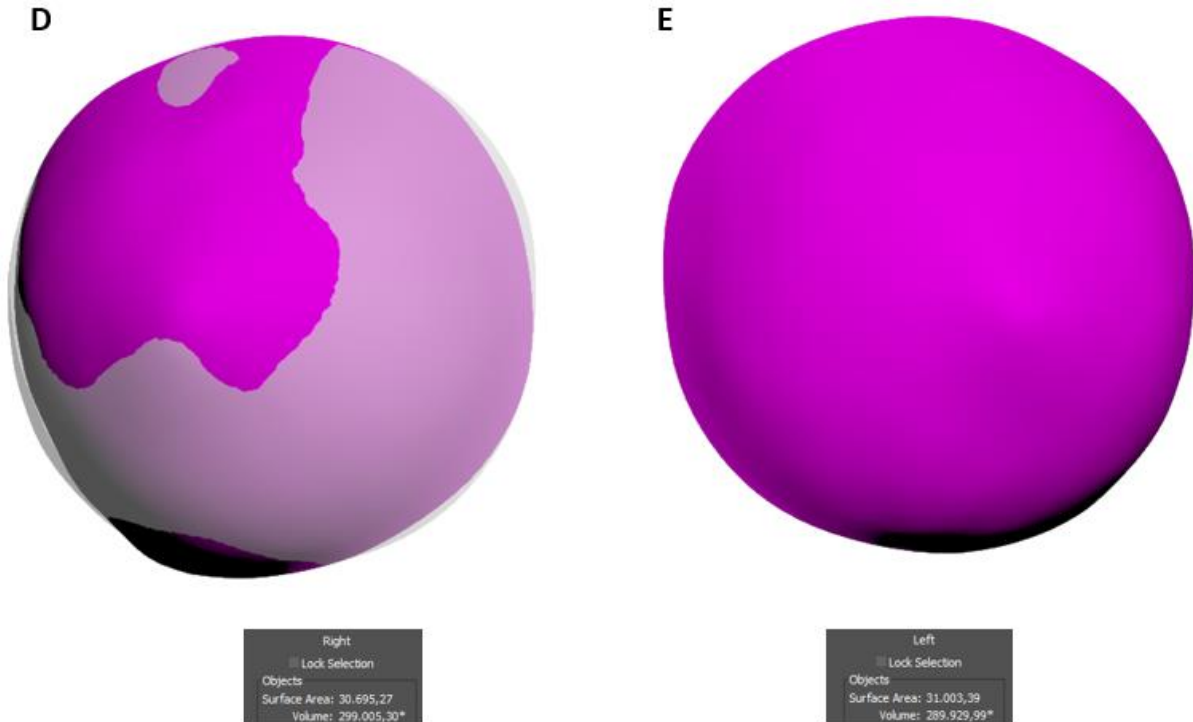 D
E
Right
Lock Selection
Objects
Surface Area: 30.695,27
Volume: 299.005,30*
Left
Lock Selection
Objects
Surface Area: 31.003,39
Volume: 289.929,99*